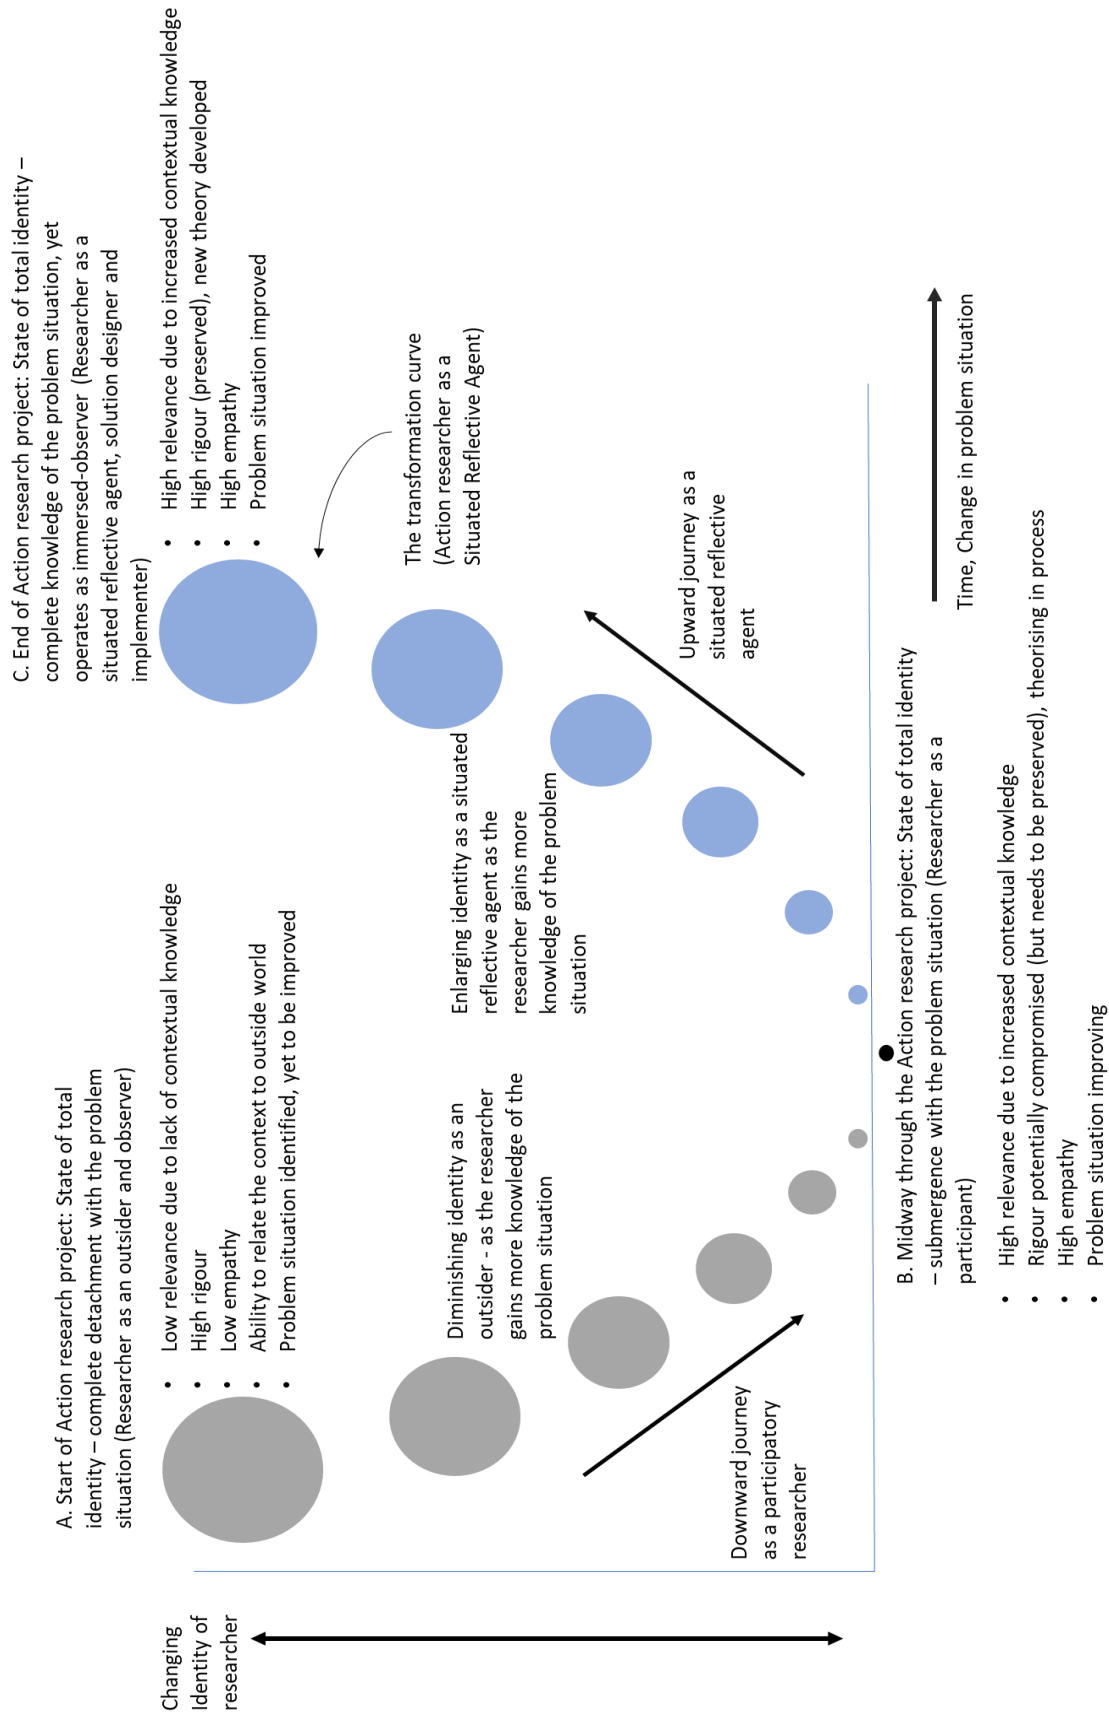 Changing
Identity of
researcher
A. Start of Action research project: State of total
identity – complete detachment with the problem
situation (Researcher as an outsider and observer)
• Low relevance due to lack of contextual knowledge
• High rigour
• Low empathy
• Ability to relate the context to outside world
• Problem situation identified, yet to be improved
Diminishing identity as an
outsider - as the researcher
gains more knowledge of the
problem situation
Downward journey
as a participatory
researcher
C. End of Action research project: State of total identity –
complete knowledge of the problem situation, yet
operates as immersed-observer (Researcher as a
situated reflective agent, solution designer and
implementer)
• High relevance due to increased contextual knowledge
• High rigour (preserved), new theory developed
• High empathy
• Problem situation improved
The transformation curve
(Action researcher as a
Situated Reflective Agent)
Enlarging identity as a situated
reflective agent as the
researcher gains more
knowledge of the problem
situation
Upward journey as a
situated reflective
agent
B. Midway through the Action research project: State of total identity
– submergence with the problem situation (Researcher as a
participant)
• High relevance due to increased contextual knowledge
• Rigour potentially compromised (but needs to be preserved), theorising in process
• High empathy
• Problem situation improving
Time, Change in problem situation